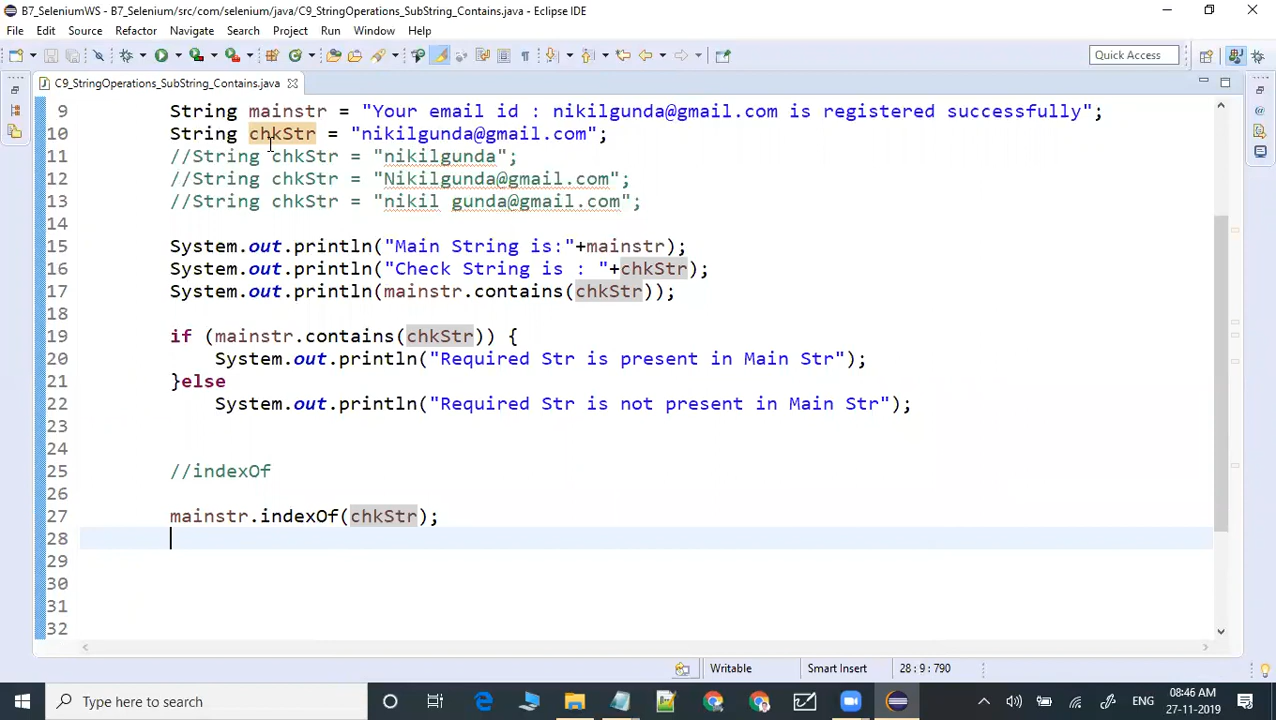 B7_SeleniumWS - B7_Selenium/src/com/selenium/java/C9_StringOperations_SubString_Contains.java - Eclipse IDE
File Edit Source Refactor Navigate Search Project Run Window Help
Quick Access
C9_StringOperations_SubString_Contains.java
9 String mainstr = "Your email id : nikilgunda@gmail.com is registered successfully";
10 String chkStr = "nikilgunda@gmail.com";
11 //String chkStr = "nikilgunda";
12 //String chkStr = "Nikilgunda@gmail.com";
13 //String chkStr = "nikil gunda@gmail.com";
14
15 System.out.println("Main String is:"+mainstr);
16 System.out.println("Check String is : "+chkStr);
17 System.out.println(mainstr.contains(chkStr));
18
19 if (mainstr.contains(chkStr)) {
20 System.out.println("Required Str is present in Main Str");
21 }else
22 System.out.println("Required Str is not present in Main Str");
23
24
25 //indexOf
26
27 mainstr.indexOf(chkStr);
28
29
30
31
32
Writable Smart Insert 28 : 9 : 790
Type here to search
ENG
08:46 AM
27-11-2019